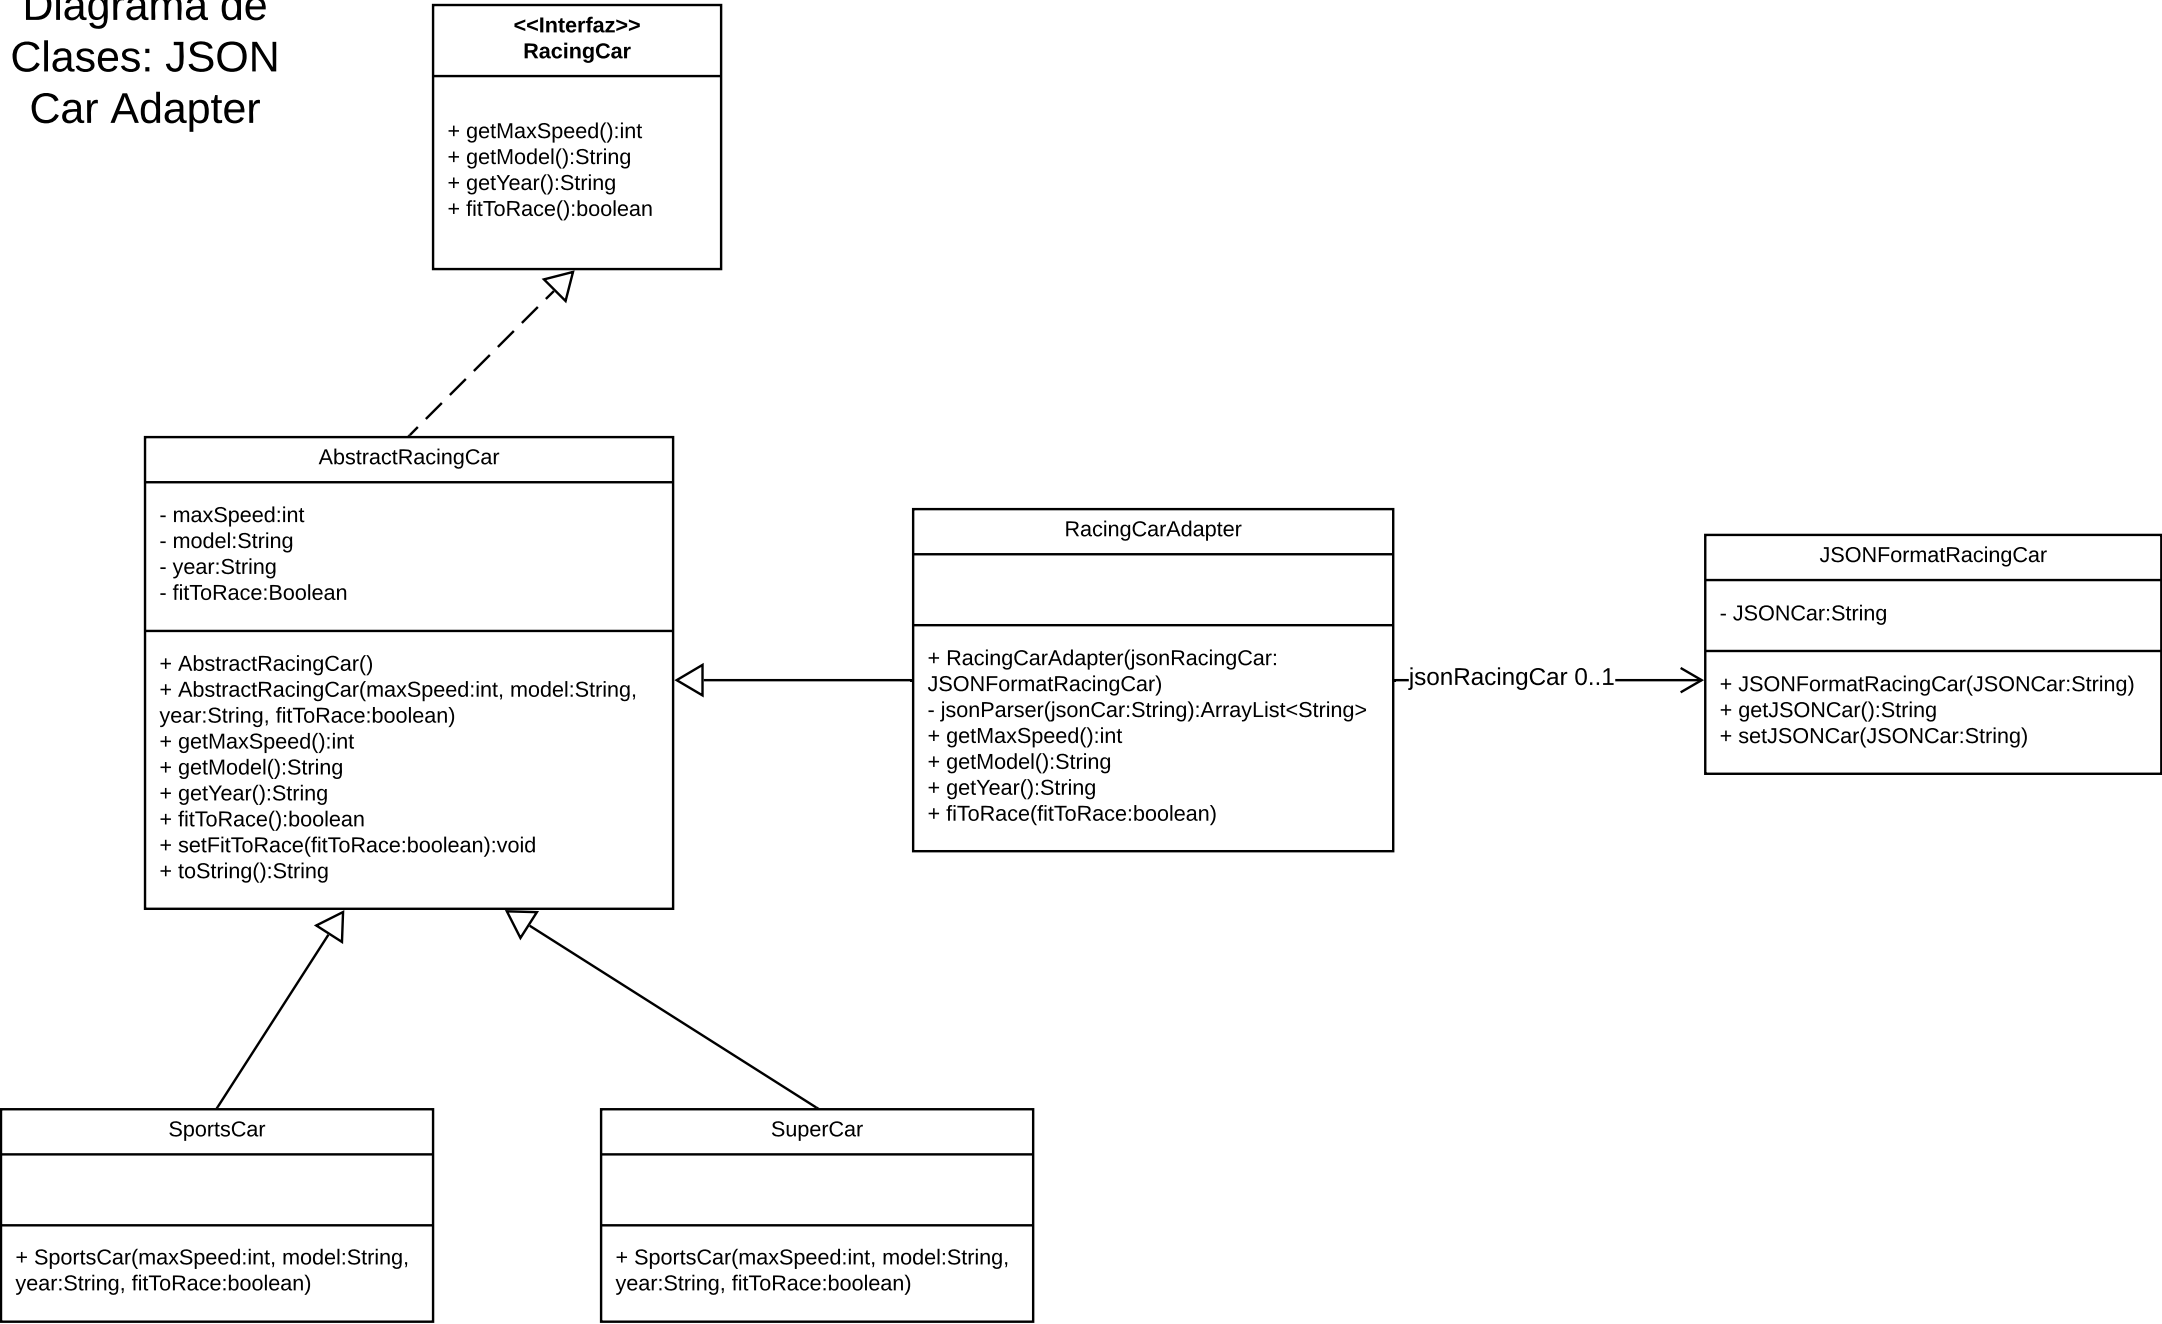 Diagrama de
Clases: JSON
Car Adapter
<<Interfaz>>
RacingCar
+ getMaxSpeed():int
+ getModel():String
+ getYear():String
+ fitToRace():boolean
AbstractRacingCar
- maxSpeed:int
- model:String
- year:String
- fitToRace:Boolean
+ AbstractRacingCar()
+ AbstractRacingCar(maxSpeed:int, model:String,
year:String, fitToRace:boolean)
+ getMaxSpeed():int
+ getModel():String
+ getYear():String
+ fitToRace():boolean
+ setFitToRace(fitToRace:boolean):void
+ toString():String
RacingCarAdapter
+ RacingCarAdapter(jsonRacingCar:
JSONFormatRacingCar)
- jsonParser(jsonCar:String):ArrayList<String>
+ getMaxSpeed():int
+ getModel():String
+ getYear():String
+ fiToRace(fitToRace:boolean)
jsonRacingCar 0..1
JSONFormatRacingCar
- JSONCar:String
+ JSONFormatRacingCar(JSONCar:String)
+ getJSONCar():String
+ setJSONCar(JSONCar:String)
SportsCar
+ SportsCar(maxSpeed:int, model:String,
year:String, fitToRace:boolean)
SuperCar
+ SportsCar(maxSpeed:int, model:String,
year:String, fitToRace:boolean)